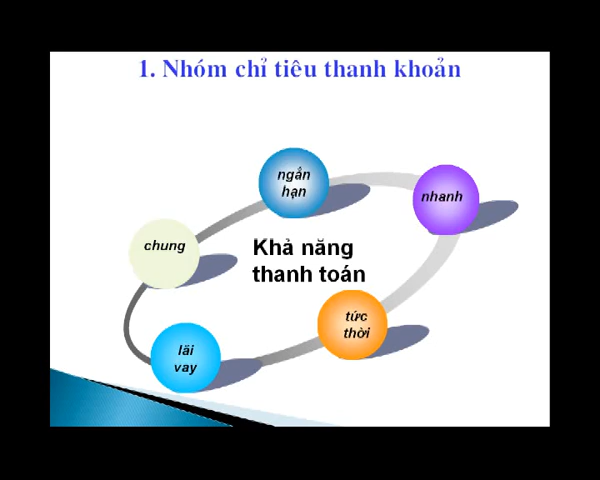 1. Nhóm chỉ tiêu thanh khoản
ngắn
hạn
nhanh
chung
Khả năng
thanh toán
tức
thời
lãi
vay